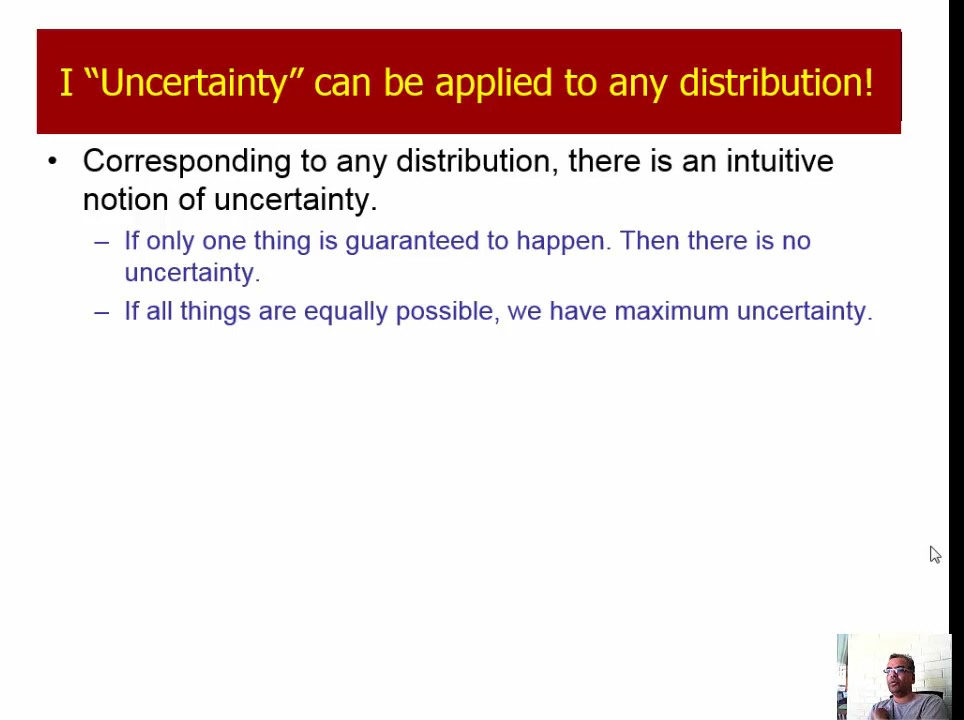 I “Uncertainty” can be applied to any distribution!
• Corresponding to any distribution, there is an intuitive
notion of uncertainty.
– If only one thing is guaranteed to happen. Then there is no
uncertainty.
– If all things are equally possible, we have maximum uncertainty.